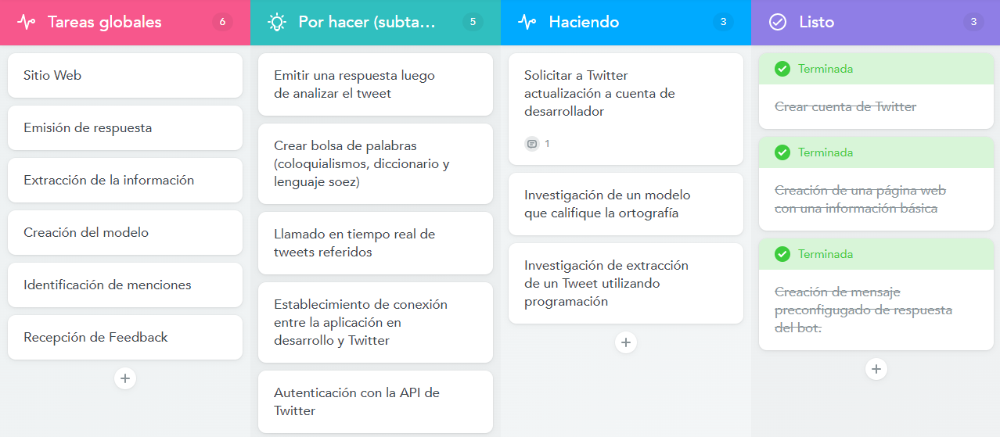 Tareas globales 6
Sitio Web
Emisión de respuesta
Extracción de la información
Creación del modelo
Identificación de menciones
Recepción de Feedback
Por hacer (subta... 5
Emitir una respuesta luego
de analizar el tweet
Crear bolsa de palabras
(coloquialismos, diccionario y
lenguaje soez)
Llamado en tiempo real de
tweets referidos
Establecimiento de conexión
entre la aplicación en
desarrollo y Twitter
Autenticación con la API de
Twitter
Haciendo 3
Solicitar a Twitter
actualización a cuenta de
desarrollador
1
Investigación de un modelo
que califique la ortografía
Investigación de extracción
de un Tweet utilizando
programación
Listo 3
Terminada
Crear cuenta de Twitter
Terminada
Creación de una página web
con una información básica
Terminada
Creación de mensaje
preconfigugado de respuesta
del bot.